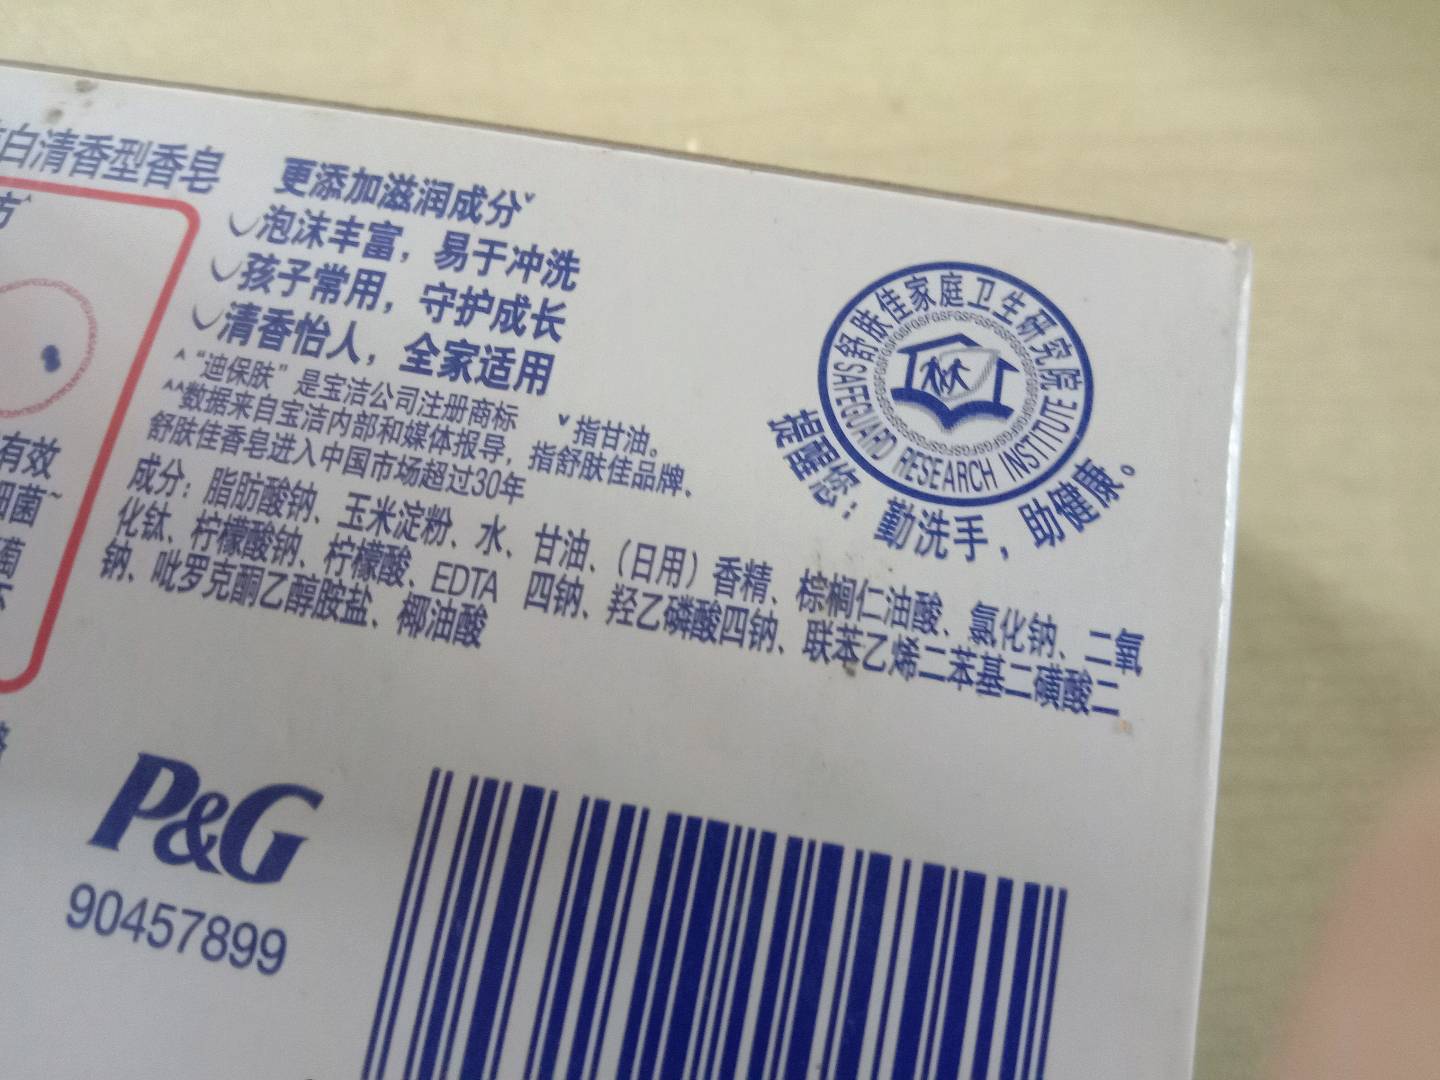 白清香型香皂
方^
有效
细菌~
更添加滋润成分ˇ
泡沫丰富，易于冲洗
孩子常用，守护成长
清香怡人，全家适用
^“迪保肤”是宝洁公司注册商标 ˇ指甘油。
^^数据来自宝洁内部和媒体报导，指舒肤佳品牌、
舒肤佳香皂进入中国市场超过30年
成分：脂肪酸钠、玉米淀粉、水、甘油、（日用）香精、棕榈仁油酸、氯化钠、二氧
化钛、柠檬酸钠、柠檬酸、EDTA 四钠、羟乙磷酸四钠、联苯乙烯二苯基二磺酸二
钠、吡罗克酮乙醇胺盐、椰油酸
舒肤佳家庭卫生研究院
SAFEGUARD RESEARCH INSTITUTE
提醒您：勤洗手，助健康。
P&G
90457899